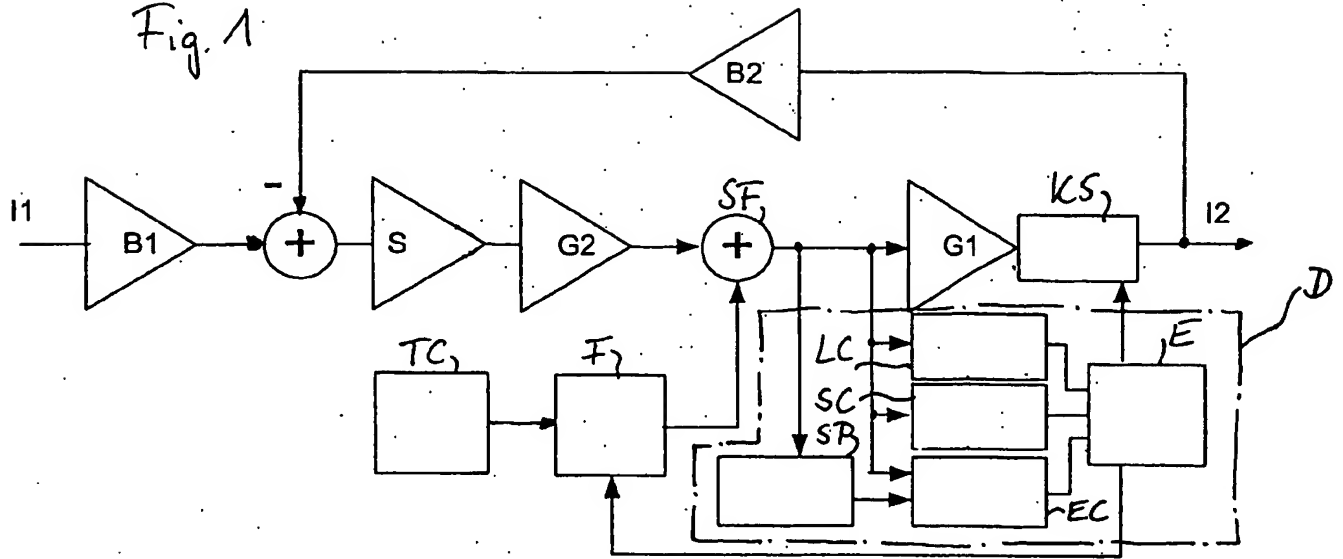 Fig. 1
B2
-
SF
KS
I1
B1
+
S
G2
+
G1
I2
D
TC
F
LC
E
SC
SB
EC